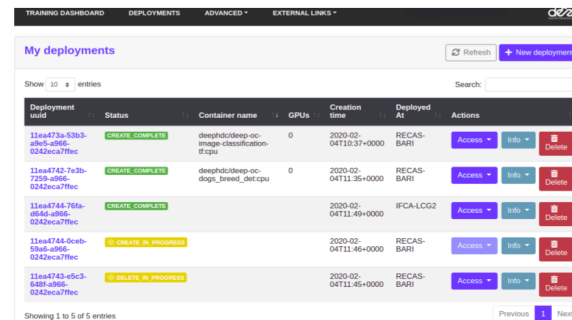 TRAINING DASHBOARD DEPLOYMENTS ADVANCED EXTERNAL LINKS
My deployments Refresh + New deployment
Show 10 entries Search:
Deployment uuid Status Container name GPUs Creation time Deployed At Actions
11ea473a-53b3-a9e5-a966-0242eca7ffec CREATE_COMPLETE deephdc/deep-oc-image-classification-tf:cpu 0 2020-02-04T10:37+0000 RECAS-BARI Access Info Delete
11ea4742-7e3b-7259-a966-0242eca7ffec CREATE_COMPLETE deephdc/deep-oc-dogs_breed_det:cpu 0 2020-02-04T11:35+0000 RECAS-BARI Access Info Delete
11ea4744-76fa-d64d-a966-0242eca7ffec CREATE_COMPLETE 2020-02-04T11:49+0000 IFCA-LCG2 Access Info Delete
11ea4744-0ceb-59a6-a966-0242eca7ffec CREATE_IN_PROGRESS 2020-02-04T11:46+0000 RECAS-BARI Access Info Delete
11ea4743-e5c3-648f-a966-0242eca7ffec DELETE_IN_PROGRESS 2020-02-04T11:45+0000 RECAS-BARI Access Info Delete
Showing 1 to 5 of 5 entries Previous 1 Next